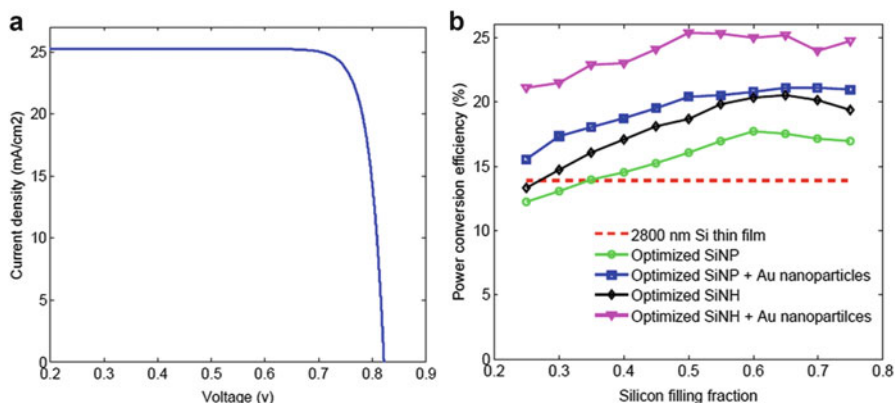 a
25
20
15
10
5
0
Current density (mA/cm2)
0.2 0.3 0.4 0.5 0.6 0.7 0.8 0.9
Voltage (v)
b
25
20
15
10
5
0
Power conversion efficiency (%)
2800 nm Si thin film
Optimized SiNP
Optimized SiNP + Au nanoparticles
Optimized SiNH
Optimized SiNH + Au nanopartilces
0.2 0.3 0.4 0.5 0.6 0.7 0.8
Silicon filling fraction